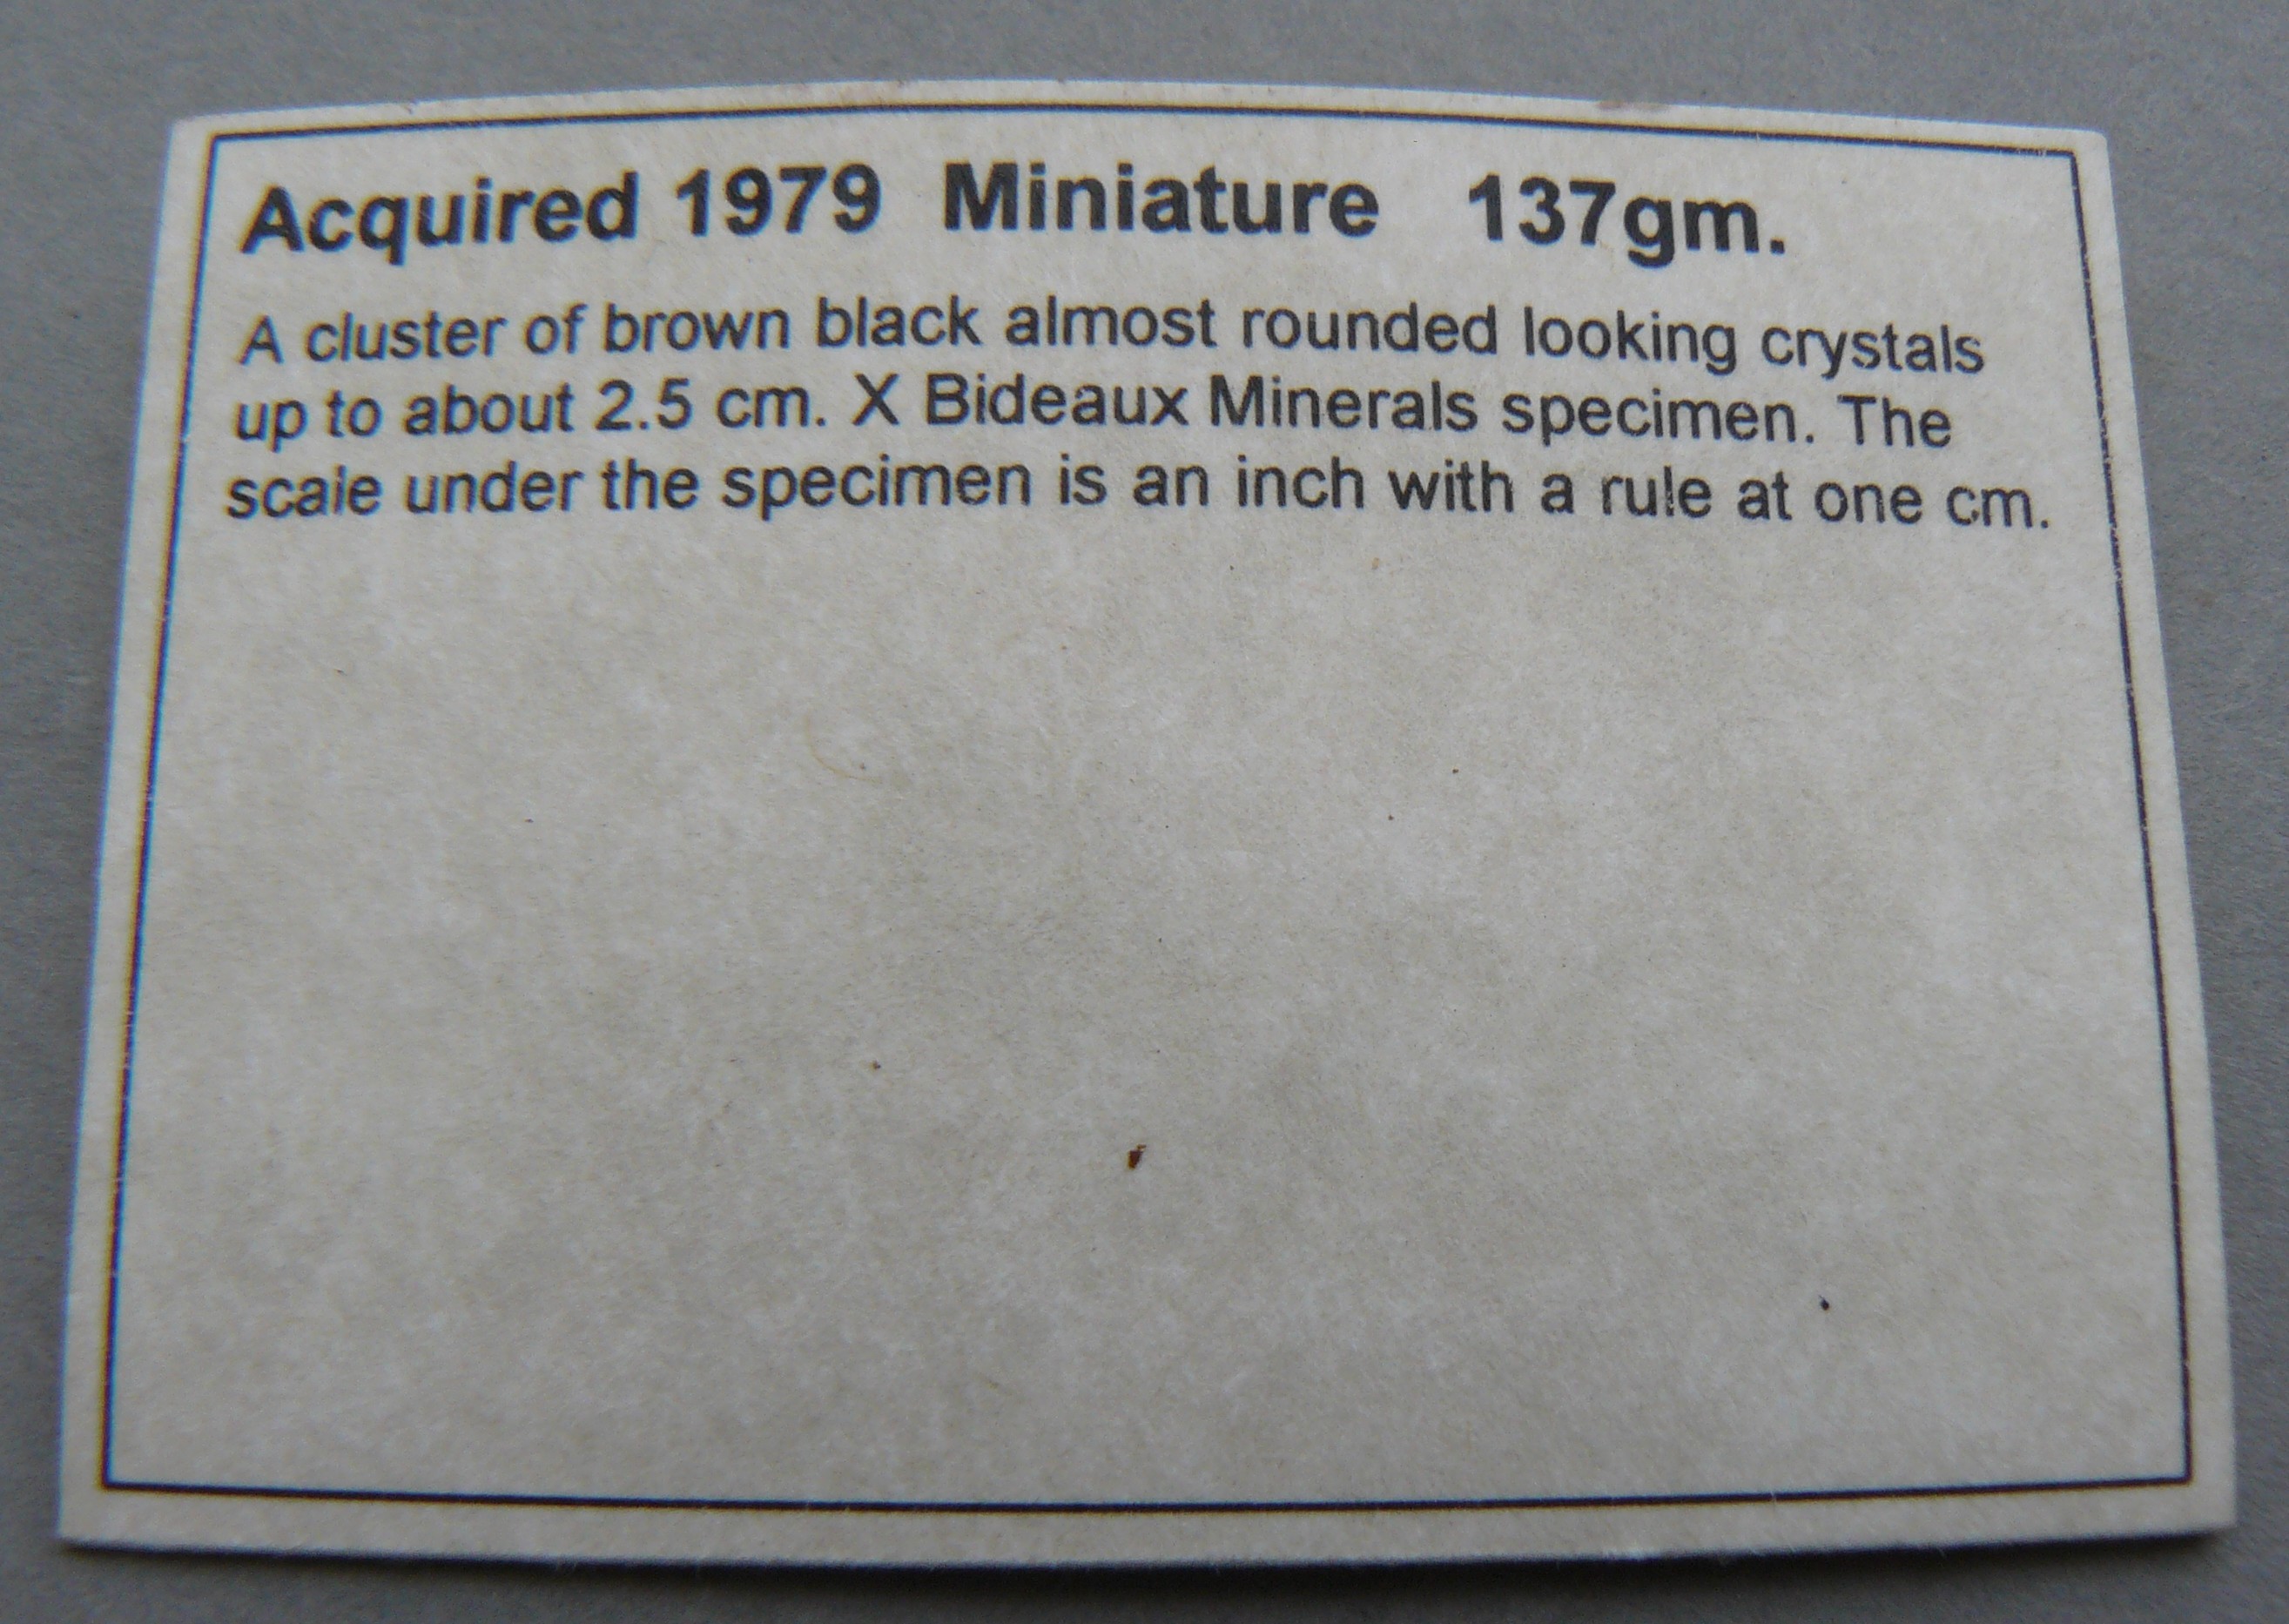 Acquired 1979 Miniature 137gm.
A cluster of brown black almost rounded looking crystals
up to about 2.5 cm. X Bideaux Minerals specimen. The
scale under the specimen is an inch with a rule at one cm.